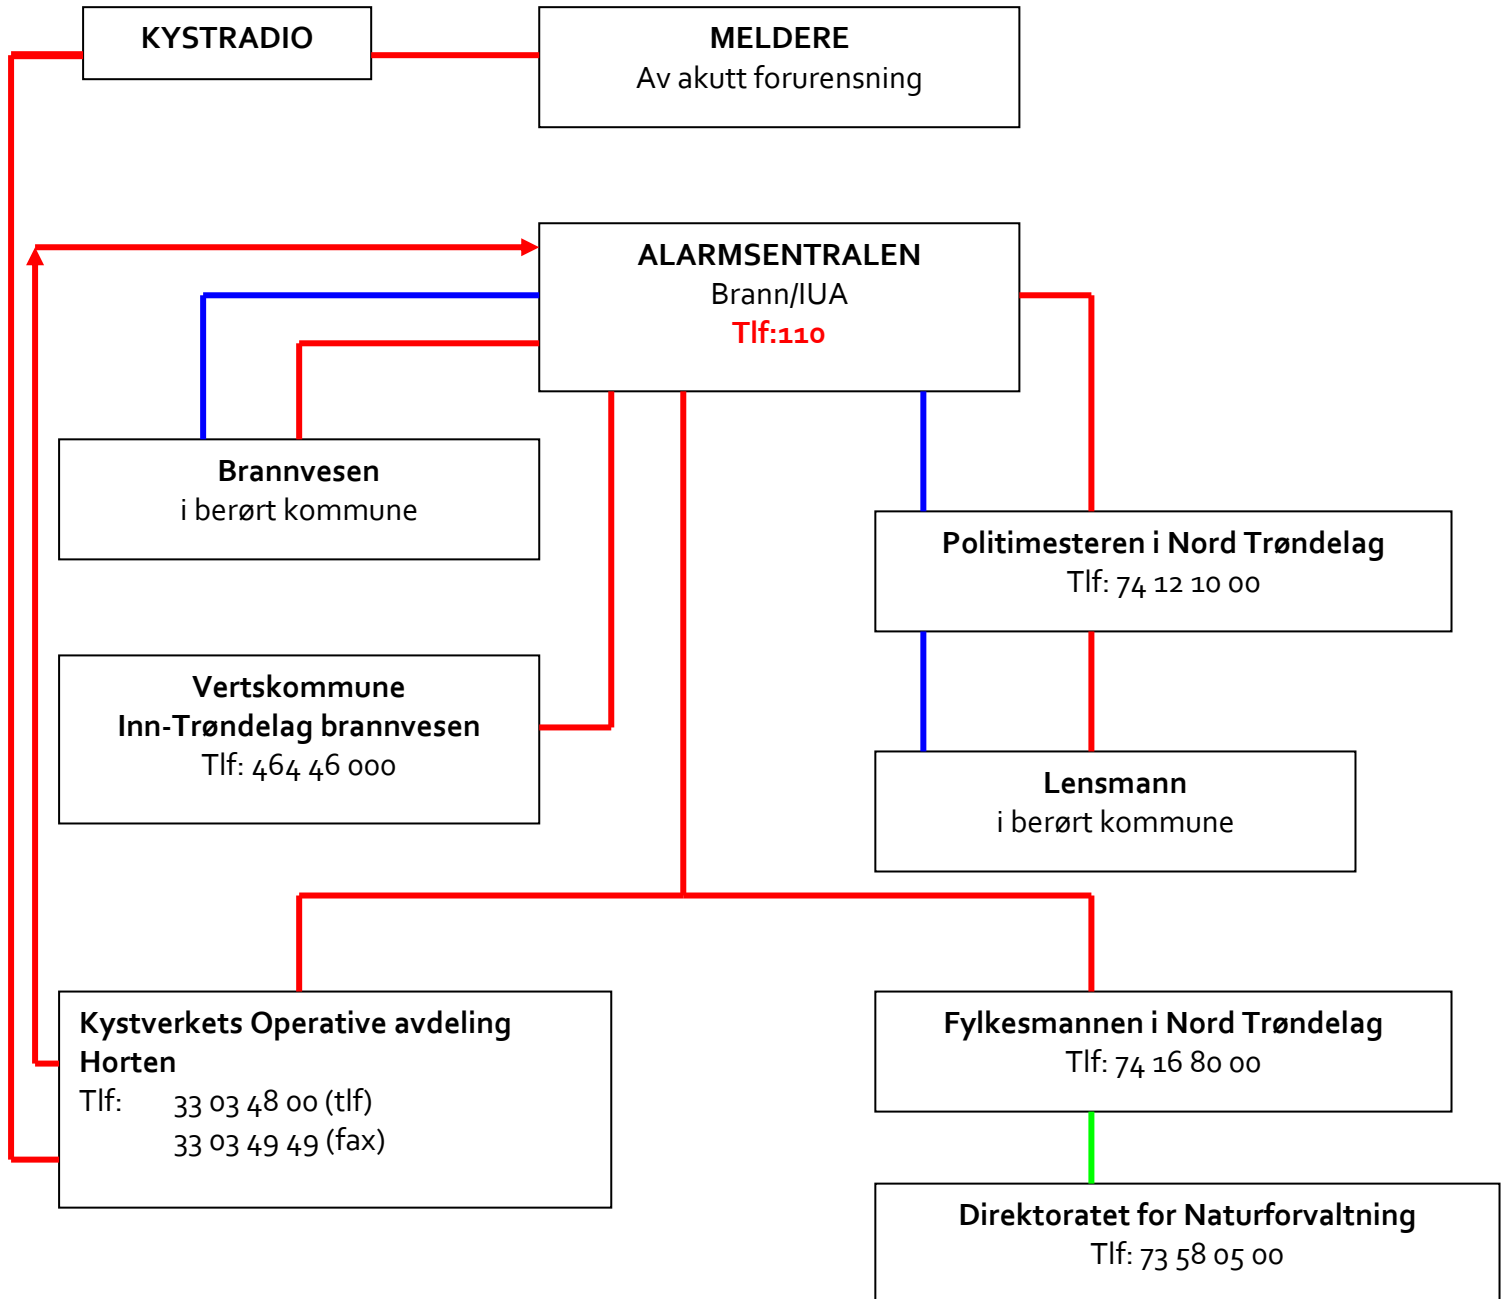 KYSTRADIO
MELDERE
Av akutt forurensning
ALARMSENTRALEN
Brann/IUA
Tlf:110
Brannvesen
i berørt kommune
Politimesteren i Nord Trøndelag
Tlf: 74 12 10 00
Vertskommune
Inn-Trøndelag brannvesen
Tlf: 464 46 000
Lensmann
i berørt kommune
Kystverkets Operative avdeling
Horten
Tlf: 33 03 48 00 (tlf)
33 03 49 49 (fax)
Fylkesmannen i Nord Trøndelag
Tlf: 74 16 80 00
Direktoratet for Naturforvaltning
Tlf: 73 58 05 00